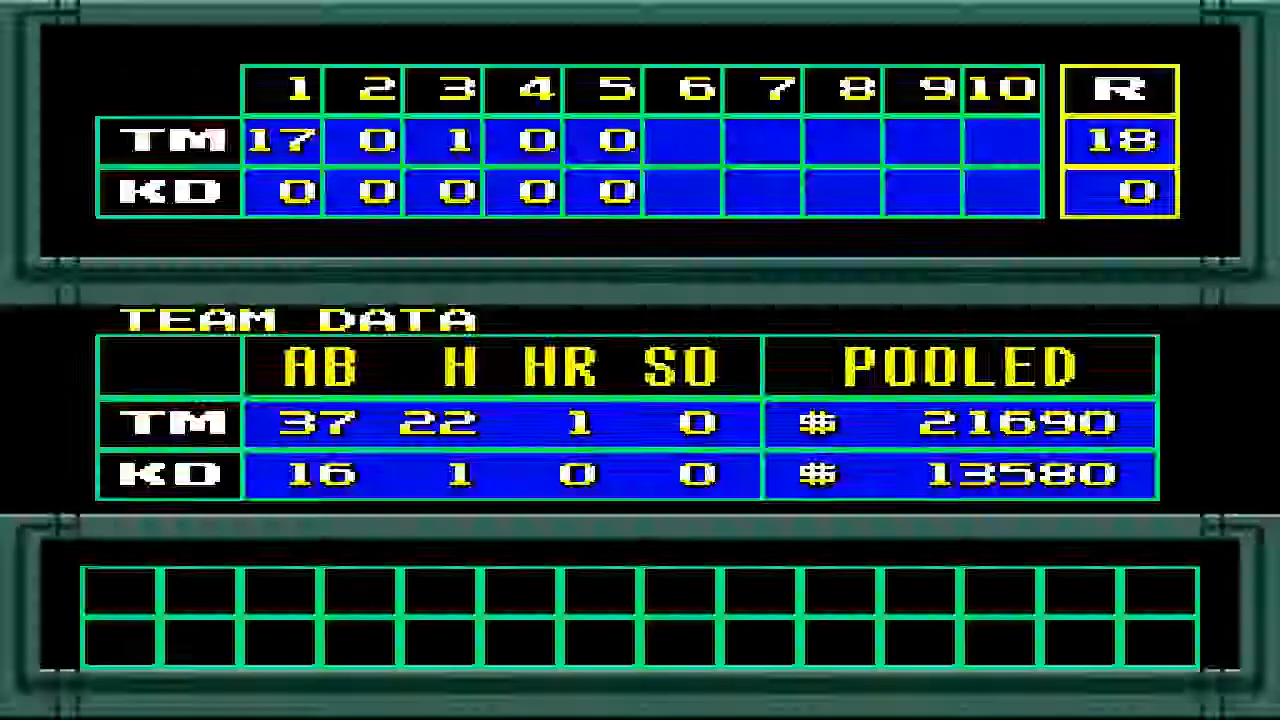 1 2 3 4 5 6 7 8 9 10 R
TM 17 0 1 0 0 18
KD 0 0 0 0 0 0
TEAM DATA
AB H HR SO POOLED
TM 37 22 1 0 $ 21690
KD 16 1 0 0 $ 13580